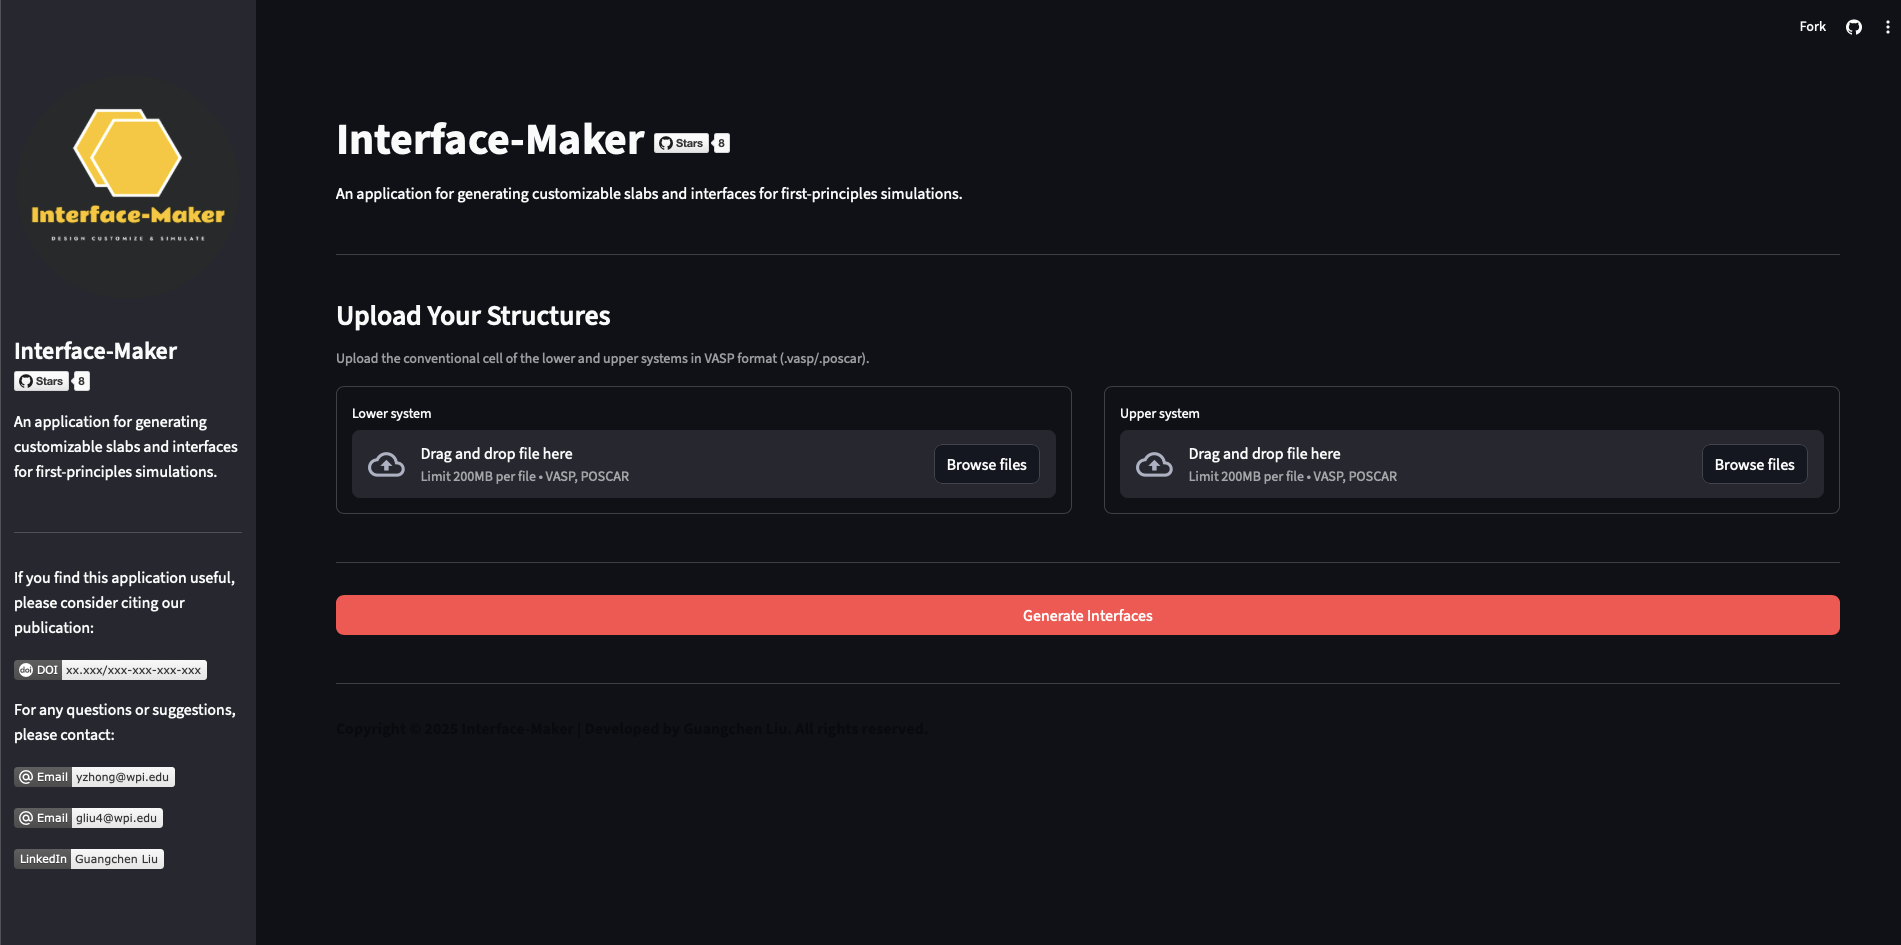 Fork
Interface-Maker
DESIGN CUSTOMIZE & SIMULATE
Interface-Maker
Stars 8
An application for generating
customizable slabs and interfaces
for first-principles simulations.
If you find this application useful,
please consider citing our
publication:
doi DOI xx.xxx/xxx-xxx-xxx-xxx
For any questions or suggestions,
please contact:
@ Email yzhong@wpi.edu
@ Email gliu4@wpi.edu
LinkedIn Guangchen Liu
Interface-Maker Stars 8
An application for generating customizable slabs and interfaces for first-principles simulations.
Upload Your Structures
Upload the conventional cell of the lower and upper systems in VASP format (.vasp/.poscar).
Lower system
Drag and drop file here
Limit 200MB per file • VASP, POSCAR
Browse files
Upper system
Drag and drop file here
Limit 200MB per file • VASP, POSCAR
Browse files
Generate Interfaces
Copyright © 2025 Interface-Maker | Developed by Guangchen Liu. All rights reserved.